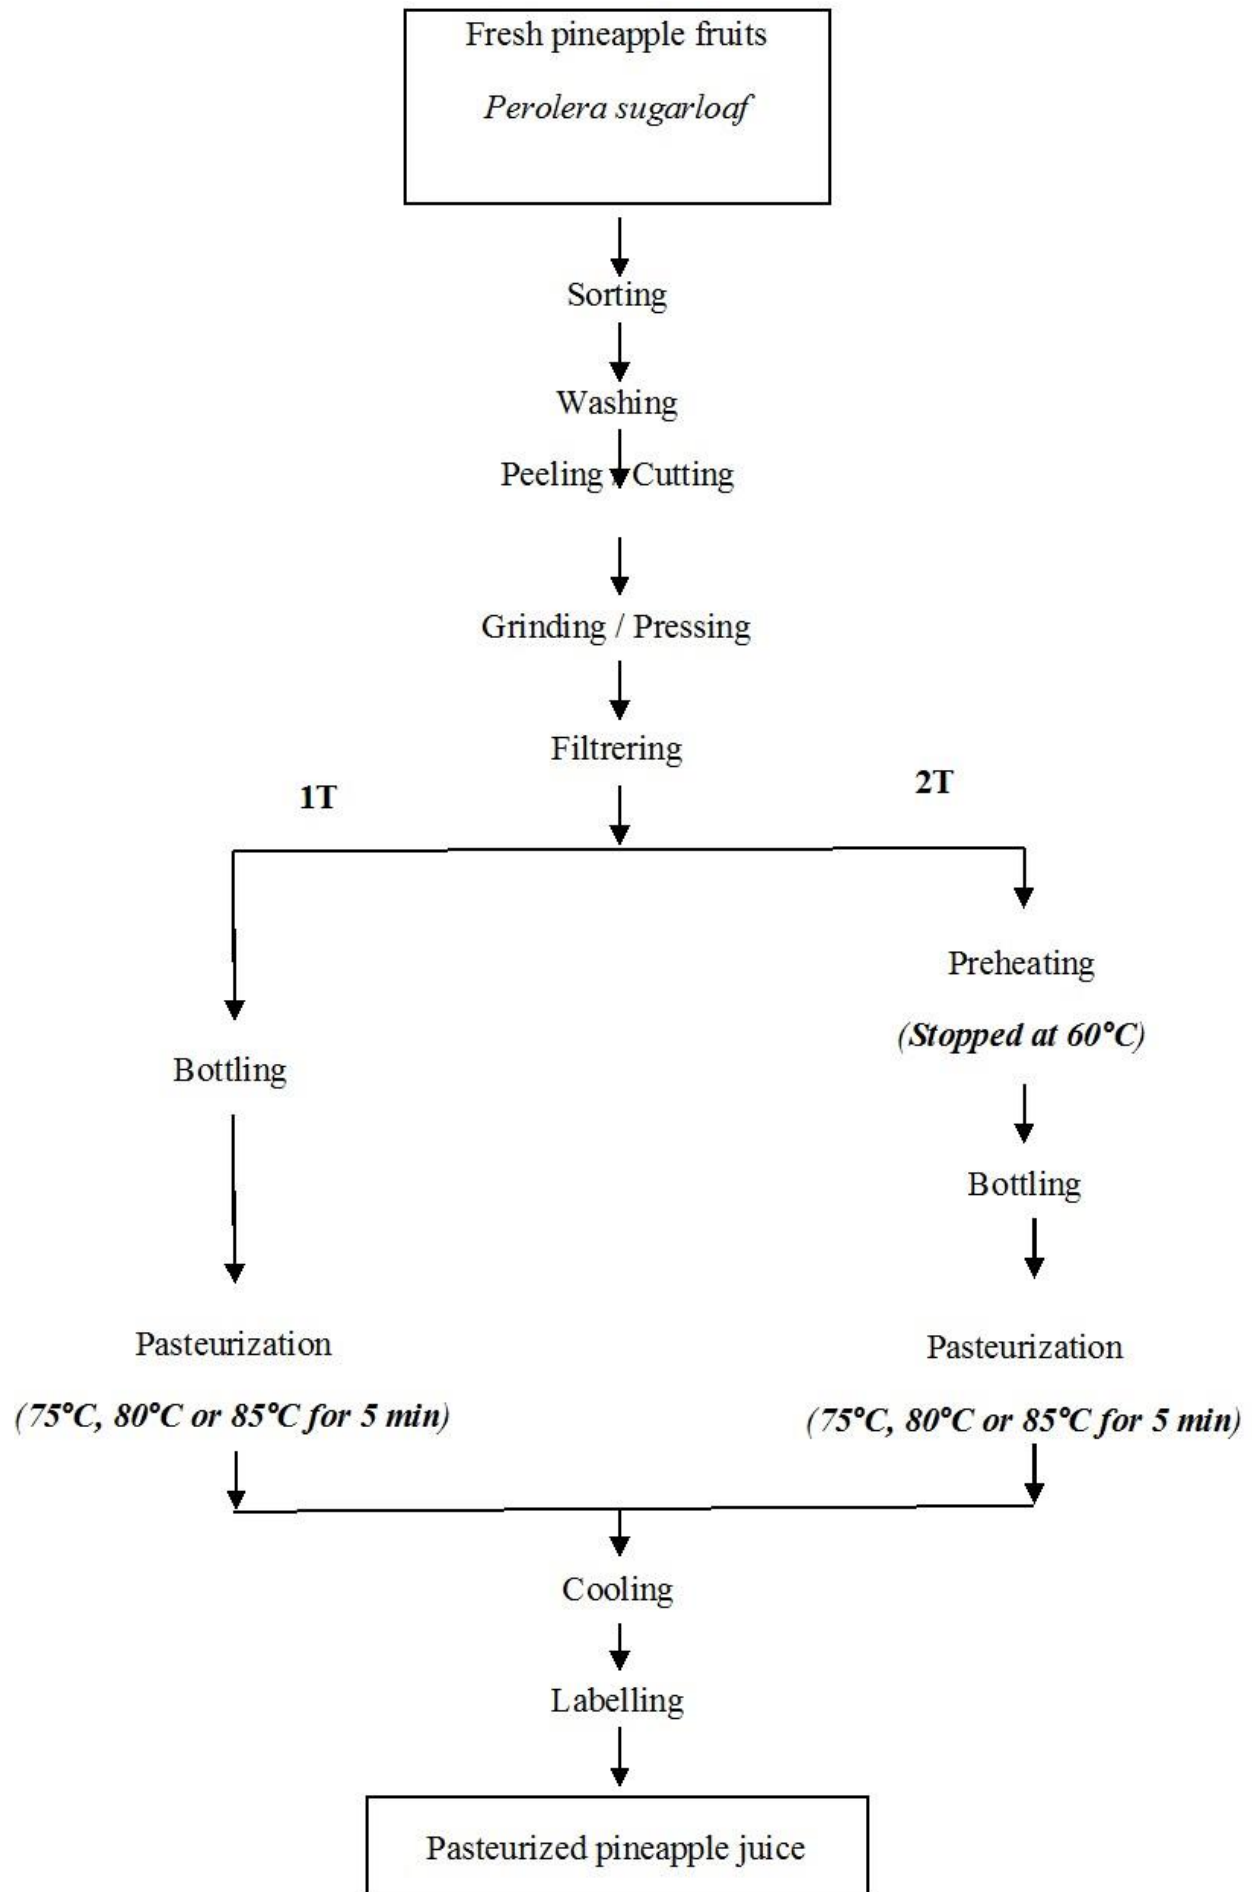 Fresh pineapple fruits
Perolera sugarloaf
Sorting
Washing
Peeling / Cutting
Grinding / Pressing
Filtrering
1T
2T
Preheating
(Stopped at 60°C)
Bottling
Bottling
Pasteurization
(75°C, 80°C or 85°C for 5 min)
Pasteurization
(75°C, 80°C or 85°C for 5 min)
Cooling
Labelling
Pasteurized pineapple juice